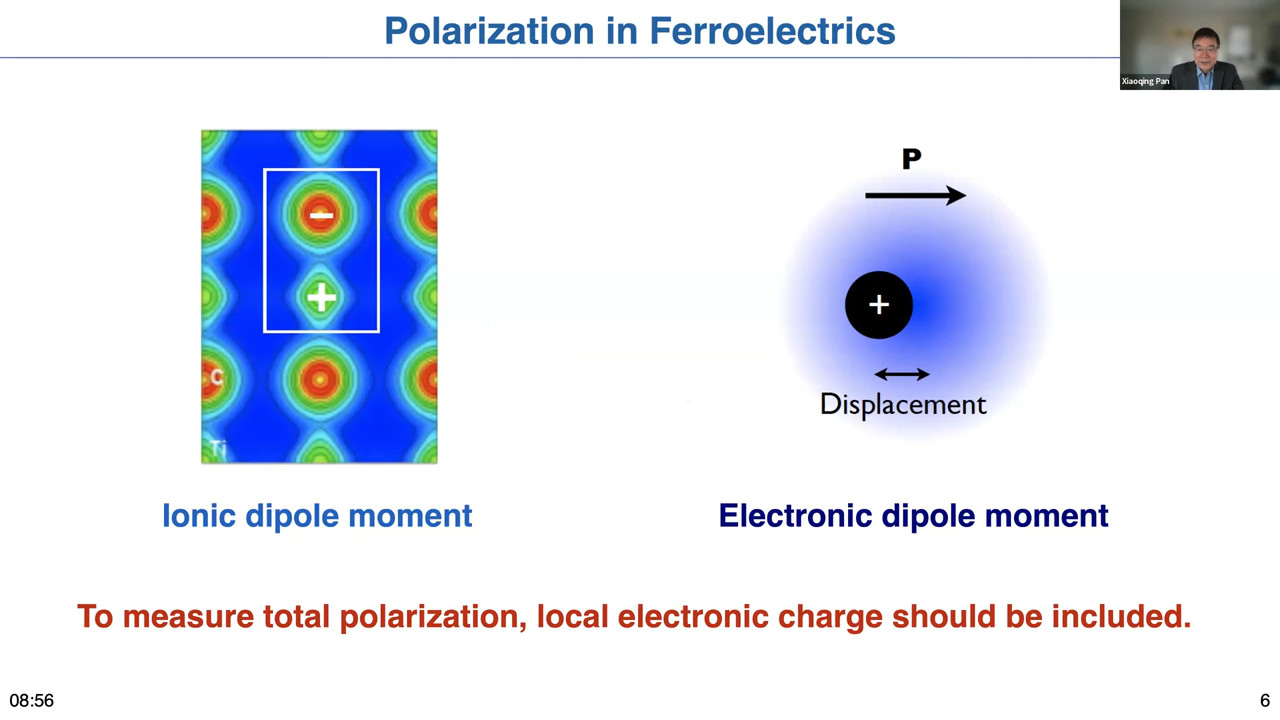 Polarization in Ferroelectrics
Xiaoqing Pan
−
+
C
Ti
P
+
Displacement
Ionic dipole moment
Electronic dipole moment
To measure total polarization, local electronic charge should be included.
08:56
6